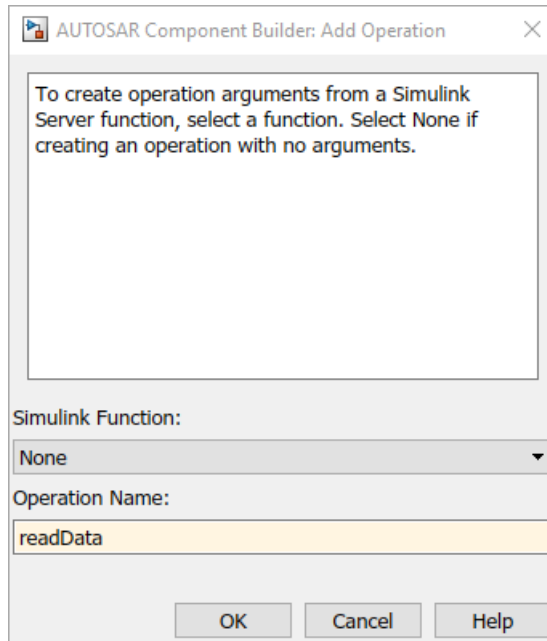 AUTOSAR Component Builder: Add Operation
To create operation arguments from a Simulink
Server function, select a function. Select None if
creating an operation with no arguments.
Simulink Function:
None
Operation Name:
readData
OK Cancel Help